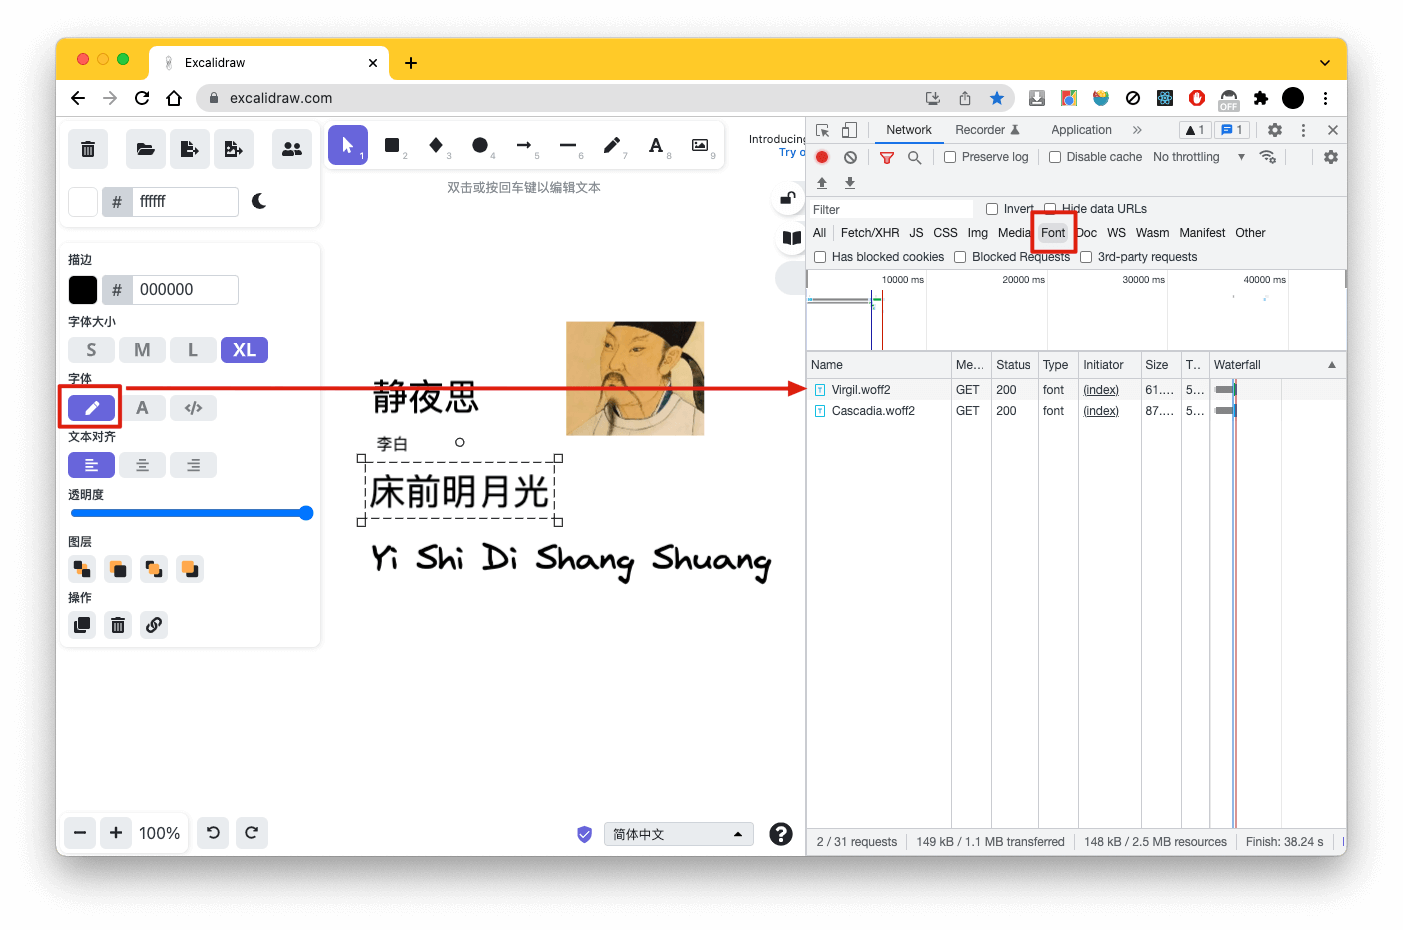 Excalidraw
excalidraw.com
OFF
1
2
3
4
5
6
7
A
8
9
Introducing
Try o
双击或按回车键以编辑文本
# ffffff
描边
# 000000
字体大小
S M L XL
字体
A </>
文本对齐
透明度
图层
操作
静夜思
李白
床前明月光
Yi Shi Di Shang Shuang
100%
简体中文
?
Network Recorder Application » 1 1
Preserve log Disable cache No throttling
Filter Invert Hide data URLs
All Fetch/XHR JS CSS Img Media Font Doc WS Wasm Manifest Other
Has blocked cookies Blocked Requests 3rd-party requests
10000 ms 20000 ms 30000 ms 40000 ms
Name Me... Status Type Initiator Size T.. Waterfall
Virgil.woff2 GET 200 font (index) 61.... 5...
Cascadia.woff2 GET 200 font (index) 87.... 5...
2 / 31 requests 149 kB / 1.1 MB transferred 148 kB / 2.5 MB resources Finish: 38.24 s